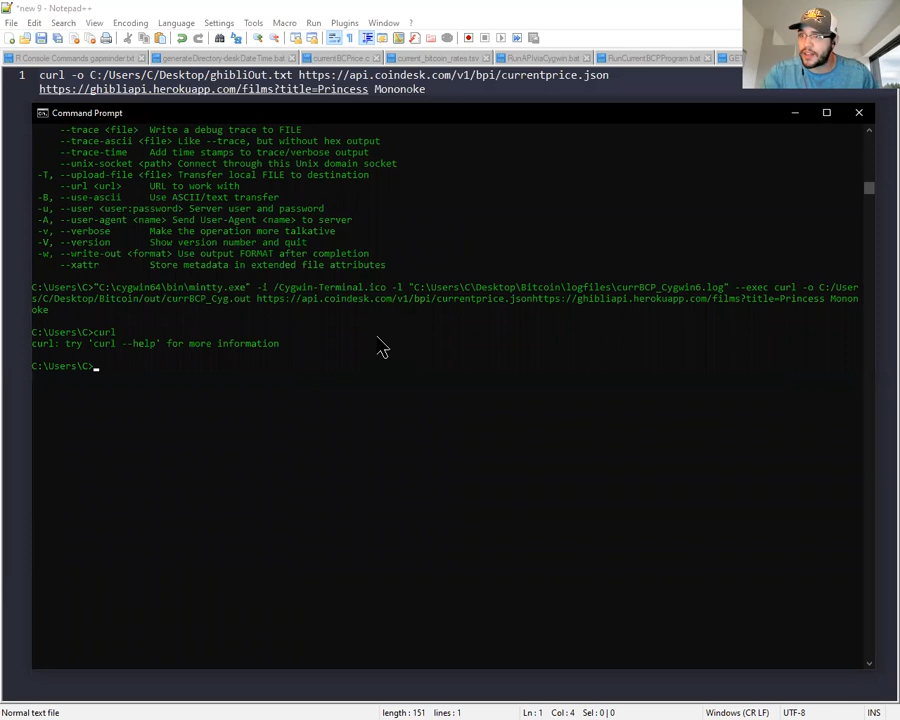 *new 9 - Notepad++
File Edit Search View Encoding Language Settings Tools Macro Run Plugins Window ?
R Console Commands gapminder.txt generateDirectory-desk DateTime.bat currentBCPrice.c current_bitcoin_rates tsv RunAPIviaCygwin.bat RunCurrentBCPProgram.bat GET
1 curl -o C:/Users/C/Desktop/ghibliOut.txt https://api.coindesk.com/v1/bpi/currentprice.json
https://ghibliapi.herokuapp.com/films?title=Princess Mononoke
Command Prompt
--trace <file> Write a debug trace to FILE
--trace-ascii <file> Like --trace, but without hex output
--trace-time Add time stamps to trace/verbose output
--unix-socket <path> Connect through this Unix domain socket
-T, --upload-file <file> Transfer local FILE to destination
--url <url> URL to work with
-B, --use-ascii Use ASCII/text transfer
-u, --user <user:password> Server user and password
-A, --user-agent <name> Send User-Agent <name> to server
-v, --verbose Make the operation more talkative
-V, --version Show version number and quit
-w, --write-out <format> Use output FORMAT after completion
--xattr Store metadata in extended file attributes
C:\Users\C>"C:\cygwin64\bin\mintty.exe" -i /Cygwin-Terminal.ico -l "C:\Users\C\Desktop\Bitcoin\logfiles\currBCP_Cygwin6.log" --exec curl -o C:/User
s/C/Desktop/Bitcoin/out/currBCP_Cyg.out https://api.coindesk.com/v1/bpi/currentprice.jsonhttps://ghibliapi.herokuapp.com/films?title=Princess Monon
oke
C:\Users\C>curl
curl: try 'curl --help' for more information
C:\Users\C>
Normal text file length : 151 lines : 1 Ln : 1 Col : 4 Sel : 0 | 0 Windows (CR LF) UTF-8 INS